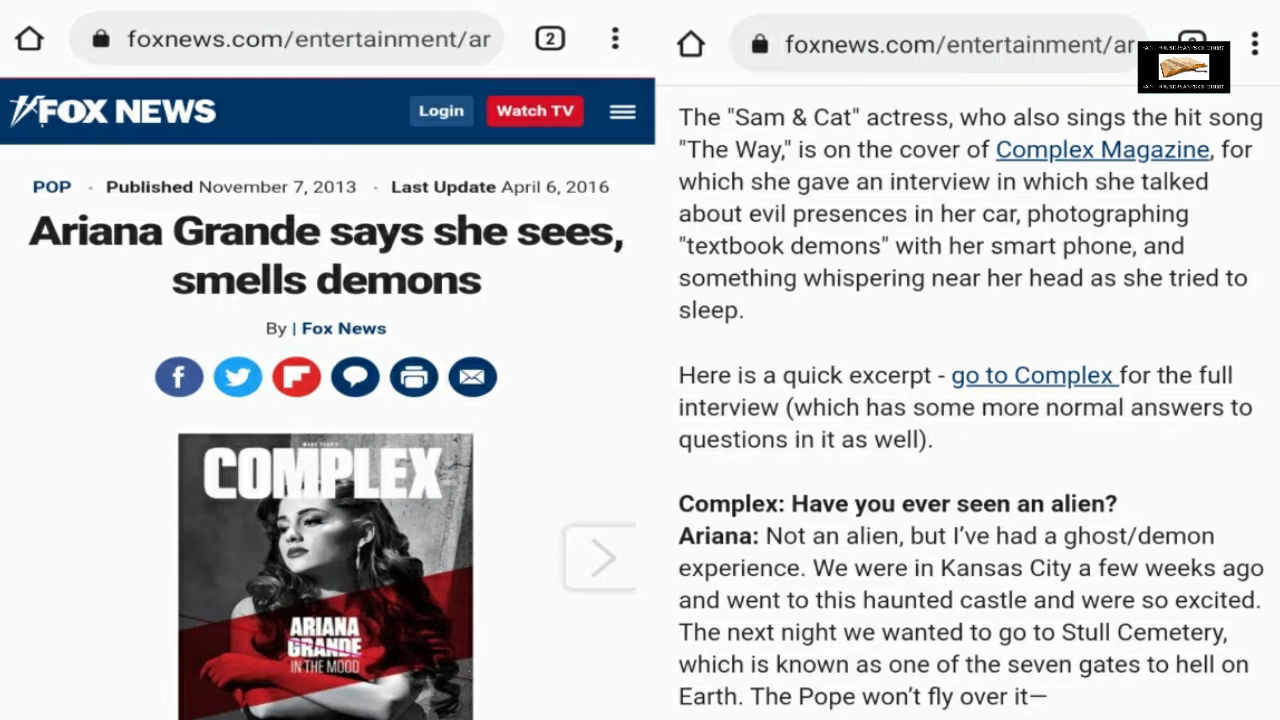 foxnews.com/entertainment/ar
2
FOX NEWS
Login
Watch TV
POP · Published November 7, 2013 · Last Update April 6, 2016
Ariana Grande says she sees,
smells demons
By | Fox News
COMPLEX
ARIANA
GRANDE
IN THE MOOD
foxnews.com/entertainment/ar
The "Sam & Cat" actress, who also sings the hit song
"The Way," is on the cover of Complex Magazine, for
which she gave an interview in which she talked
about evil presences in her car, photographing
"textbook demons" with her smart phone, and
something whispering near her head as she tried to
sleep.
Here is a quick excerpt - go to Complex for the full
interview (which has some more normal answers to
questions in it as well).
Complex: Have you ever seen an alien?
Ariana: Not an alien, but I’ve had a ghost/demon
experience. We were in Kansas City a few weeks ago
and went to this haunted castle and were so excited.
The next night we wanted to go to Stull Cemetery,
which is known as one of the seven gates to hell on
Earth. The Pope won’t fly over it—